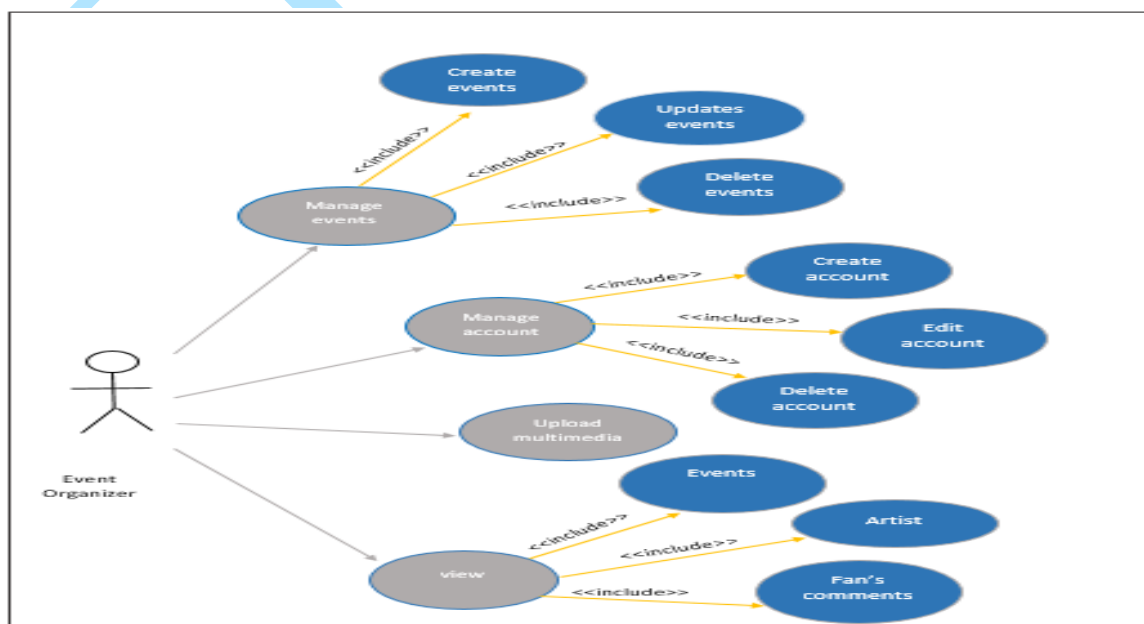 Create
events
Updates
events
<<include>>
<<include>>
Delete
events
<<include>>
Manage
events
Create
account
<<include>>
Manage
account
<<include>>
Edit
account
<<include>>
Delete
account
Upload
multimedia
Events
Event
Organizer
Artist
<<include>>
<<include>>
view
<<include>>
Fan's
comments